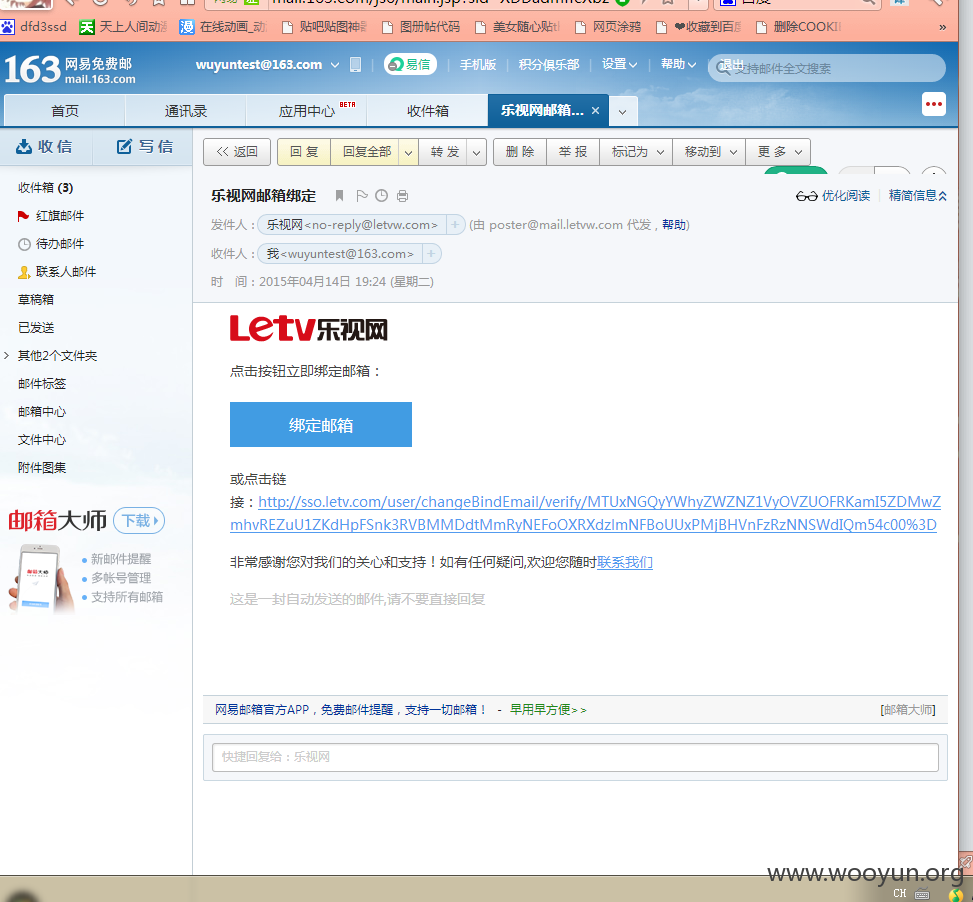 mail.163.com/js6/main.jsp?sid=
百度
dfd3ssd 天上人间动漫 在线动画_动 贴吧贴图神器 图册帖代码 美女随心贴 网页涂鸦 ❤收藏到百度 删除COOKI »
163 网易免费邮
mail.163.com
wuyuntest@163.com 易信 手机版 积分俱乐部 设置 帮助 退出
支持邮件全文搜索
首页 通讯录 应用中心 BETA 收件箱 乐视网邮箱... ×
收信 写信
<< 返回 回复 回复全部 转发 删除 举报 标记为 移动到 更多
收件箱 (3)
红旗邮件
待办邮件
联系人邮件
草稿箱
已发送
其他2个文件夹
邮件标签
邮箱中心
文件中心
附件图集
邮箱大师 下载
邮箱大师
新邮件提醒
多帐号管理
支持所有邮箱
乐视网邮箱绑定
优化阅读 精简信息
发件人：乐视网<no-reply@letvw.com> + (由 poster@mail.letvw.com 代发，帮助)
收件人：我<wuyuntest@163.com> +
时 间：2015年04月14日 19:24 (星期二)
Letv乐视网
点击按钮立即绑定邮箱：
绑定邮箱
或点击链
接：http://sso.letv.com/user/changeBindEmail/verify/MTUxNGQyYWhyZWZNZ1VyOVZUOFRKamI5ZDMwZ
mhvREZuU1ZKdHpFSnk3RVBMMDdtMmRyNEFoOXRXdzlmNFBoUUxPMjBHVnFzRzNNSWdIQm54c00%3D
非常感谢您对我们的关心和支持！如有任何疑问,欢迎您随时联系我们
这是一封自动发送的邮件,请不要直接回复
网易邮箱官方APP，免费邮件提醒，支持一切邮箱！ - 早用早方便>> [邮箱大师]
快捷回复给：乐视网
www.wooyun.org
CH